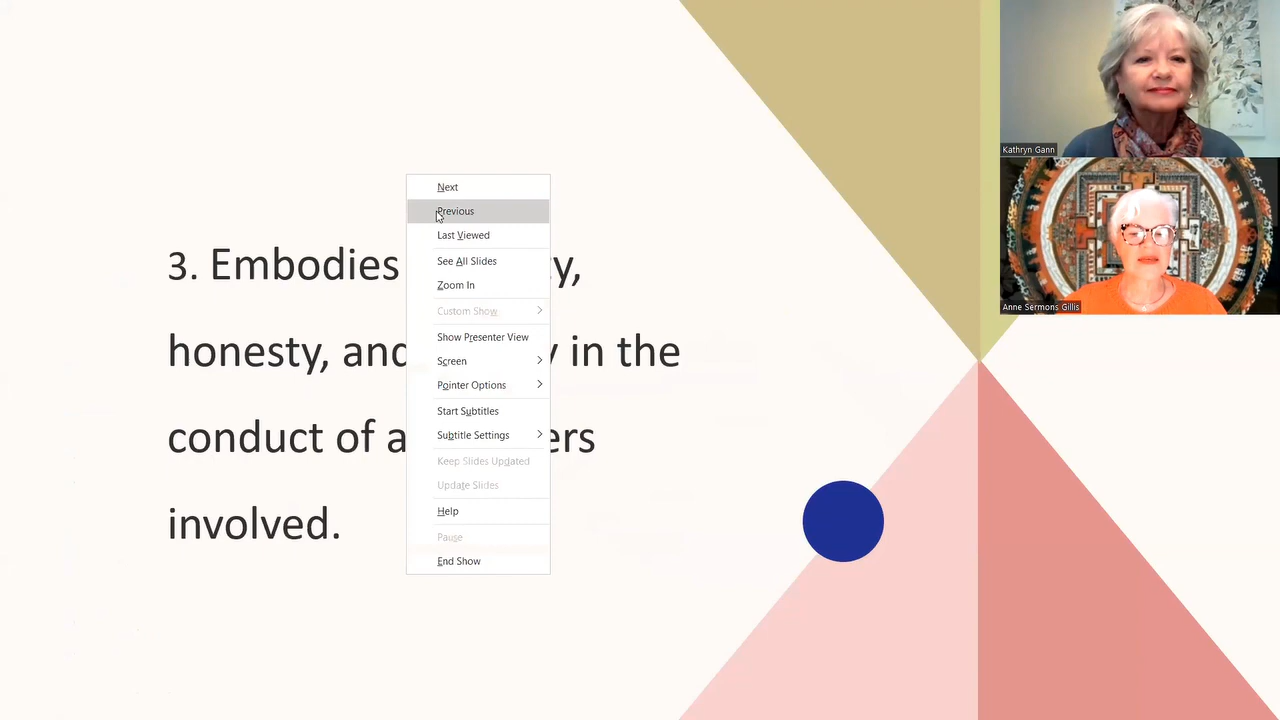 3. Embodies
honesty, and in the
conduct of
involved.
Next
Previous
Last Viewed
See All Slides
Zoom In
Custom Show
Show Presenter View
Screen
Pointer Options
Start Subtitles
Subtitle Settings
Keep Slides Updated
Update Slides
Help
Pause
End Show
Kathryn Gann
Anne Sermons Gillis